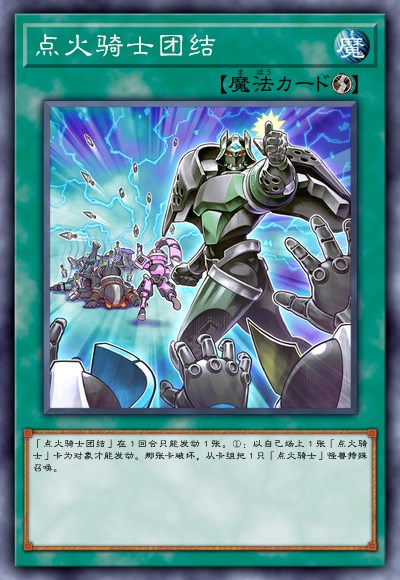 点火骑士团结
魔
【魔法カード】
まほう
「点火骑士团结」在1回合只能发动1张。①：以自己场上1张「点火骑
士」卡为对象才能发动。那张卡破坏，从卡组把1只「点火骑士」怪兽特殊
召唤。